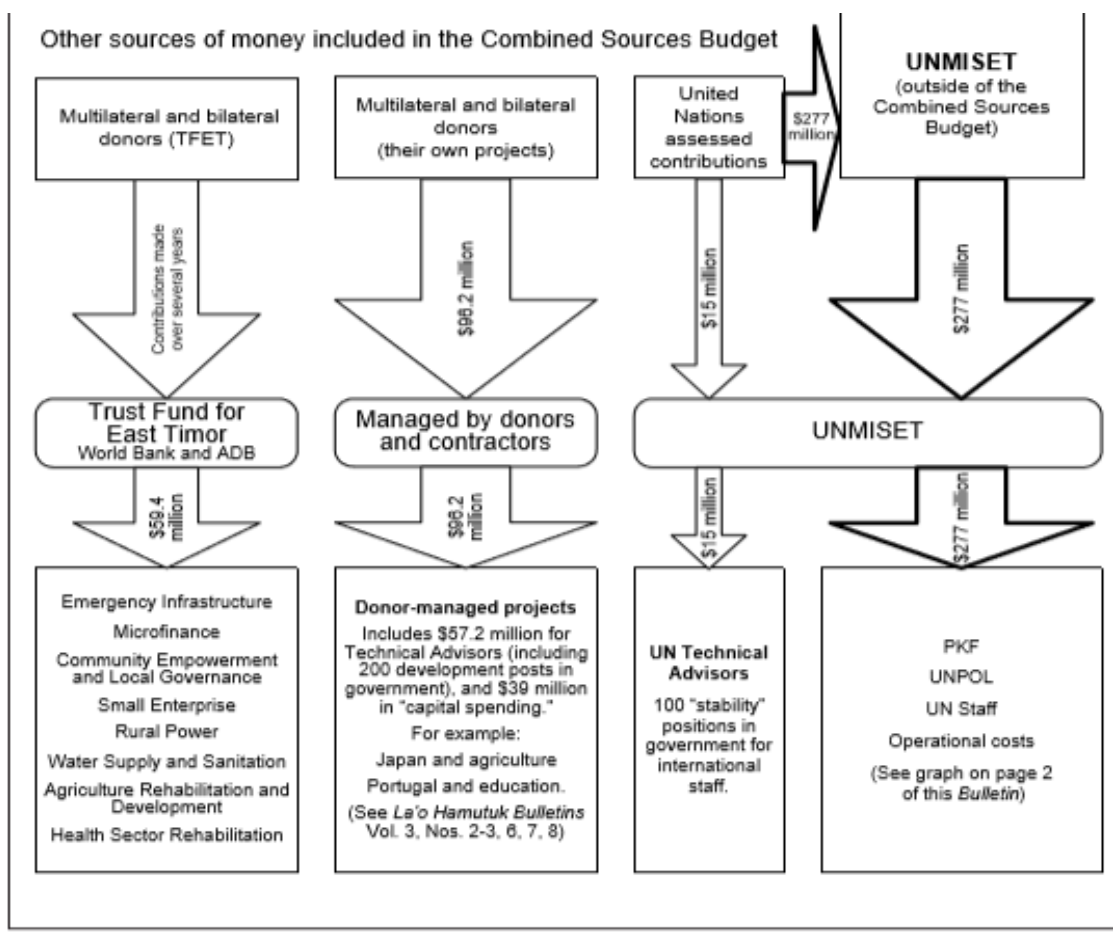 Other sources of money included in the Combined Sources Budget
Multilateral and bilateral
donors (TFET)
Multilateral and bilateral
donors
(their own projects)
United
Nations
assessed
contributions
$277
million
UNMISET
(outside of the
Combined Sources
Budget)
Contributions made
over several years
$96.2 million
$15 million
$277 million
Trust Fund for
East Timor
World Bank and ADB
Managed by donors
and contractors
UNMISET
$59.4
million
$96.2
million
$15 million
$277 million
Emergency Infrastructure
Microfinance
Community Empowerment
and Local Governance
Small Enterprise
Rural Power
Water Supply and Sanitation
Agriculture Rehabilitation and
Development
Health Sector Rehabilitation
Donor-managed projects
Includes $57.2 million for
Technical Advisors (including
200 development posts in
government), and $39 million
in "capital spending."
For example:
Japan and agriculture
Portugal and education.
(See La'o Hamutuk Bulletins
Vol. 3, Nos. 2-3, 6, 7, 8)
UN Technical
Advisors
100 "stability"
positions in
government for
international
staff.
PKF
UNPOL
UN Staff
Operational costs
(See graph on page 2
of this Bulletin)